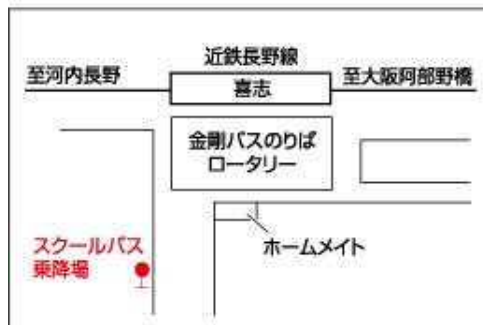 近鉄長野線
至河内長野
喜志
至大阪阿部野橋
金剛バスのりば
ロータリー
ホームメイト
スクールバス
乗降場